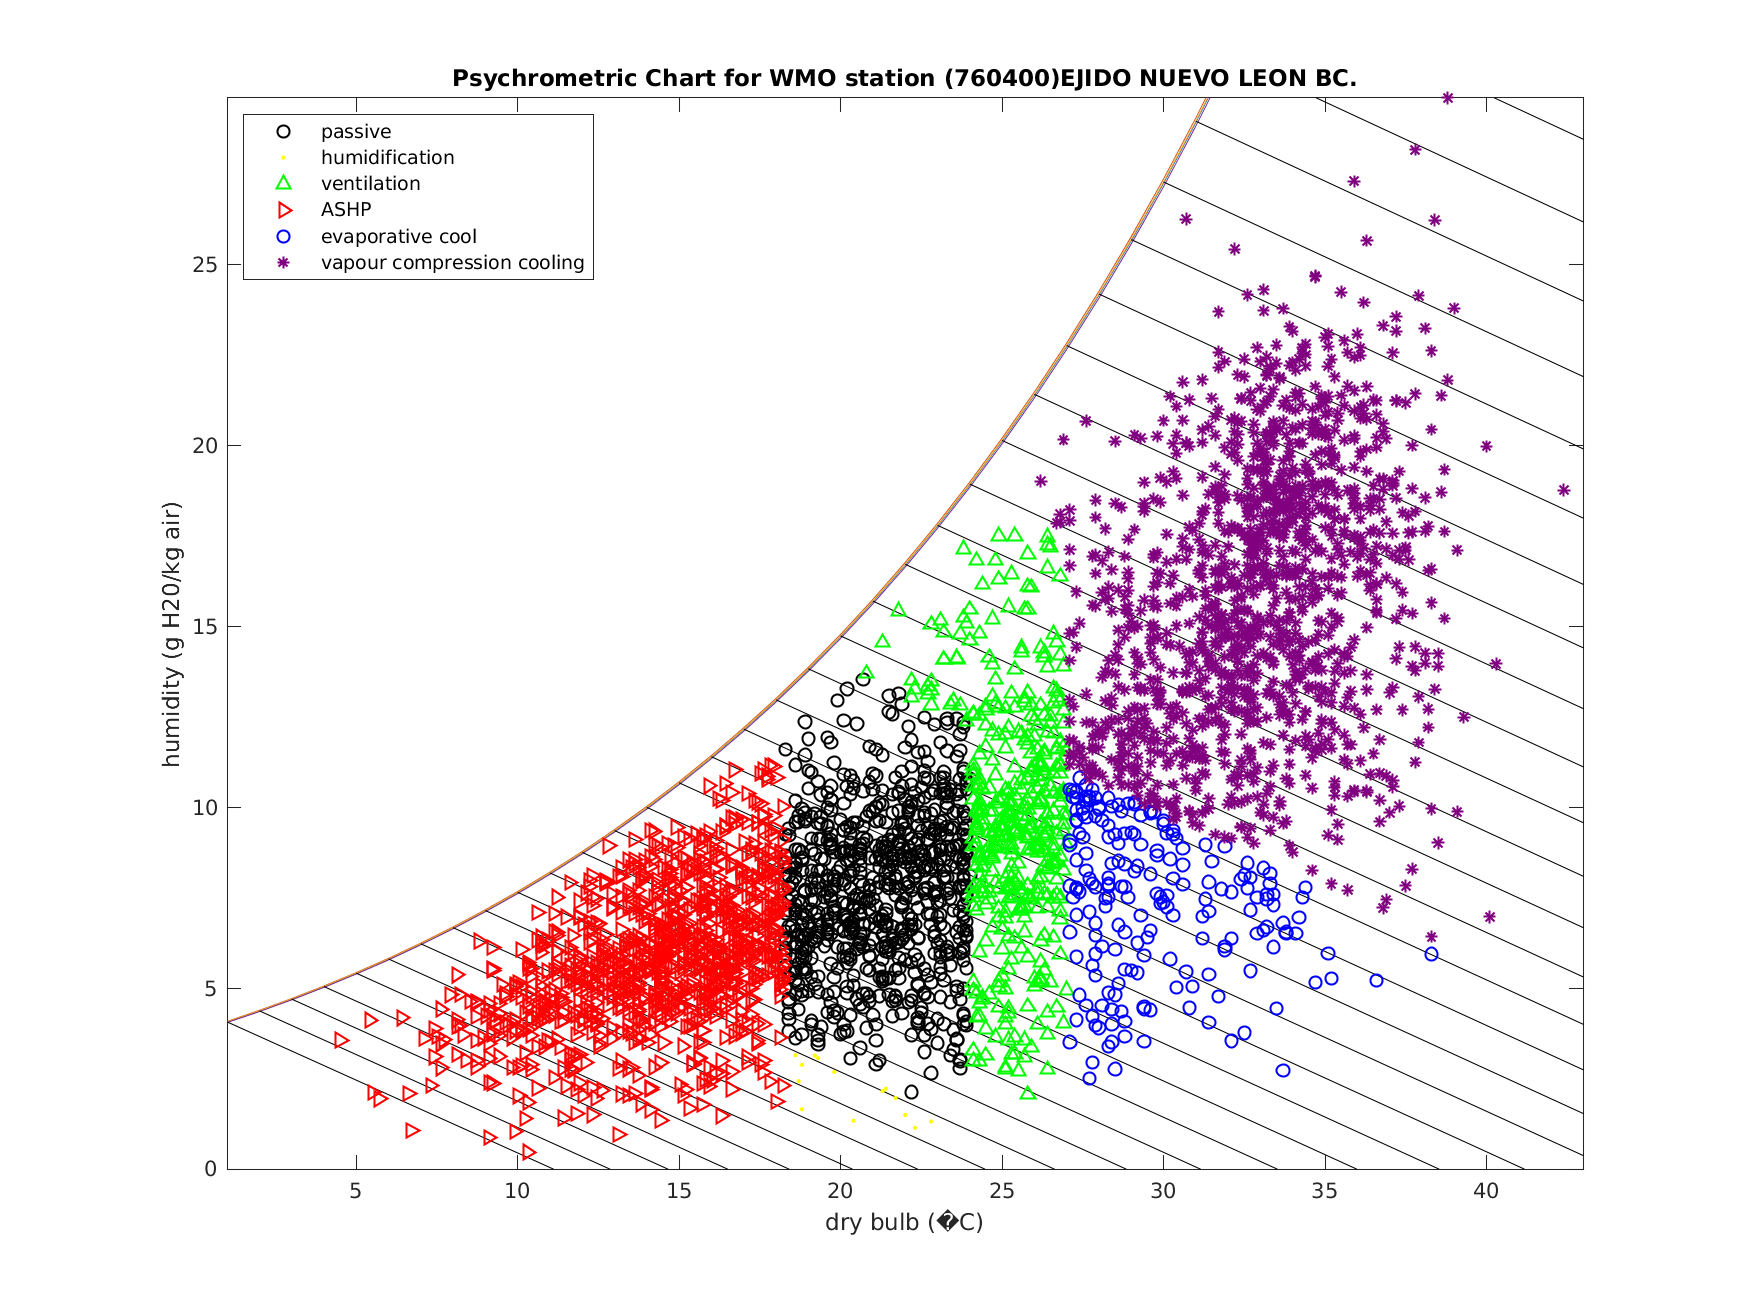 Psychrometric Chart for WMO station (760400)EJIDO NUEVO LEON BC.
passive
humidification
ventilation
ASHP
evaporative cool
vapour compression cooling
humidity (g H20/kg air)
25
20
15
10
5
0
5 10 15 20 25 30 35 40
dry bulb (�C)